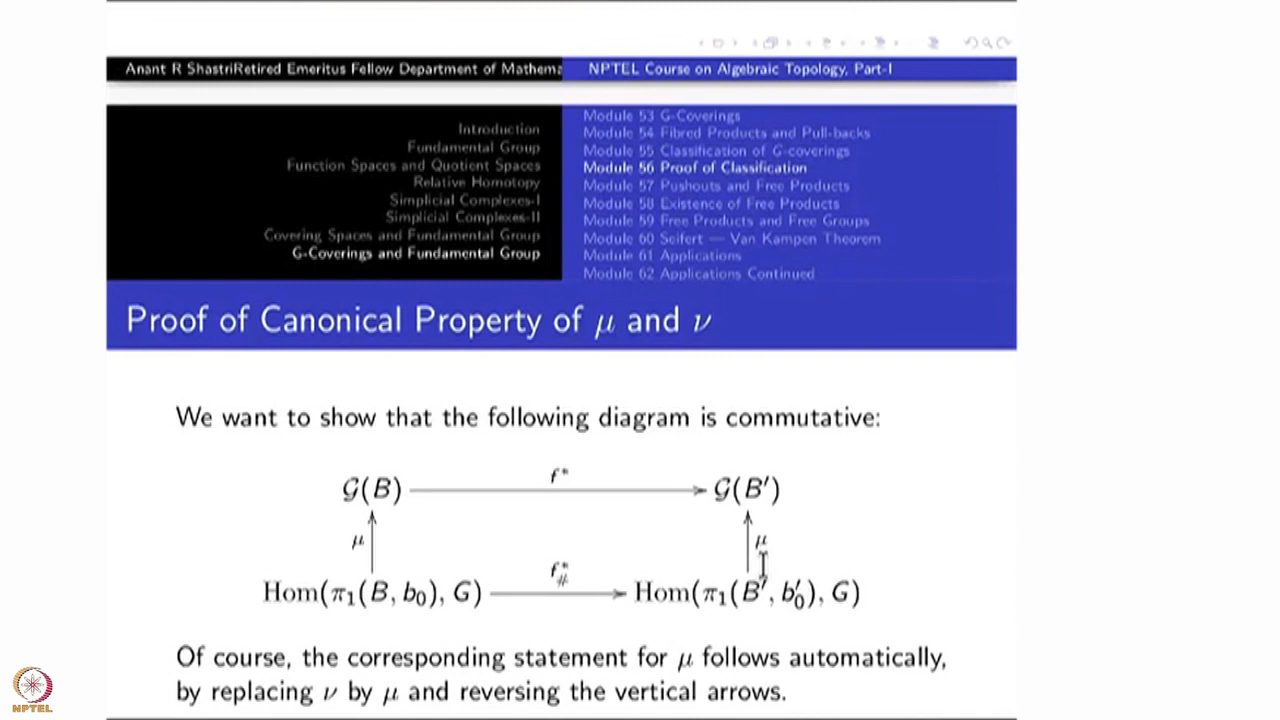 Anant R ShastriRetired Emeritus Fellow Department of Mathema
NPTEL Course on Algebraic Topology, Part-I
Introduction
Fundamental Group
Function Spaces and Quotient Spaces
Relative Homotopy
Simplicial Complexes-I
Simplicial Complexes-II
Covering Spaces and Fundamental Group
G-Coverings and Fundamental Group
Module 53 G-Coverings
Module 54 Fibred Products and Pull-backs
Module 55 Classification of G-coverings
Module 56 Proof of Classification
Module 57 Pushouts and Free Products
Module 58 Existence of Free Products
Module 59 Free Products and Free Groups
Module 60 Seifert — Van Kampen Theorem
Module 61 Applications
Module 62 Applications Continued
Proof of Canonical Property of μ and ν
We want to show that the following diagram is commutative:
f*
𝒢(B) → 𝒢(B′)
μ μ
f*#
Hom(π₁(B, b₀), G) → Hom(π₁(B′, b′₀), G)
Of course, the corresponding statement for μ follows automatically,
by replacing ν by μ and reversing the vertical arrows.
NPTEL